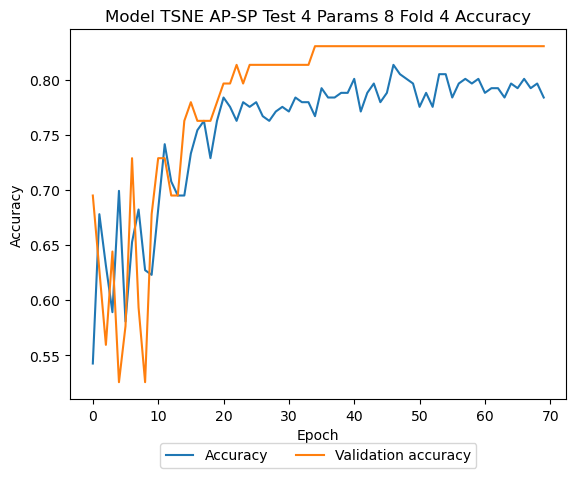 Model TSNE AP-SP Test 4 Params 8 Fold 4 Accuracy
Accuracy
0.80
0.75
0.70
0.65
0.60
0.55
0 10 20 30 40 50 60 70
Epoch
Accuracy Validation accuracy